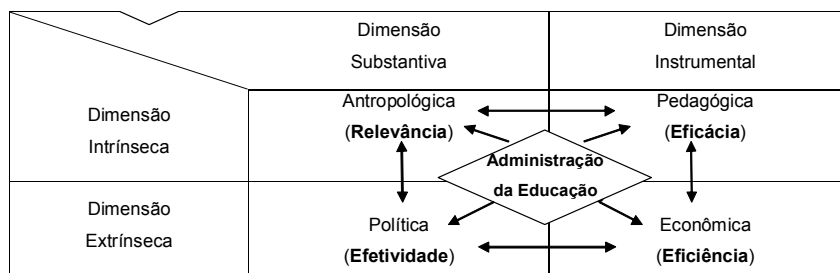 Dimensão
Substantiva
Dimensão
Instrumental
Dimensão
Intrínseca
Antropológica
(Relevância)
Pedagógica
(Eficácia)
Administração
da Educação
Dimensão
Extrínseca
Política
(Efetividade)
Econômica
(Eficiência)